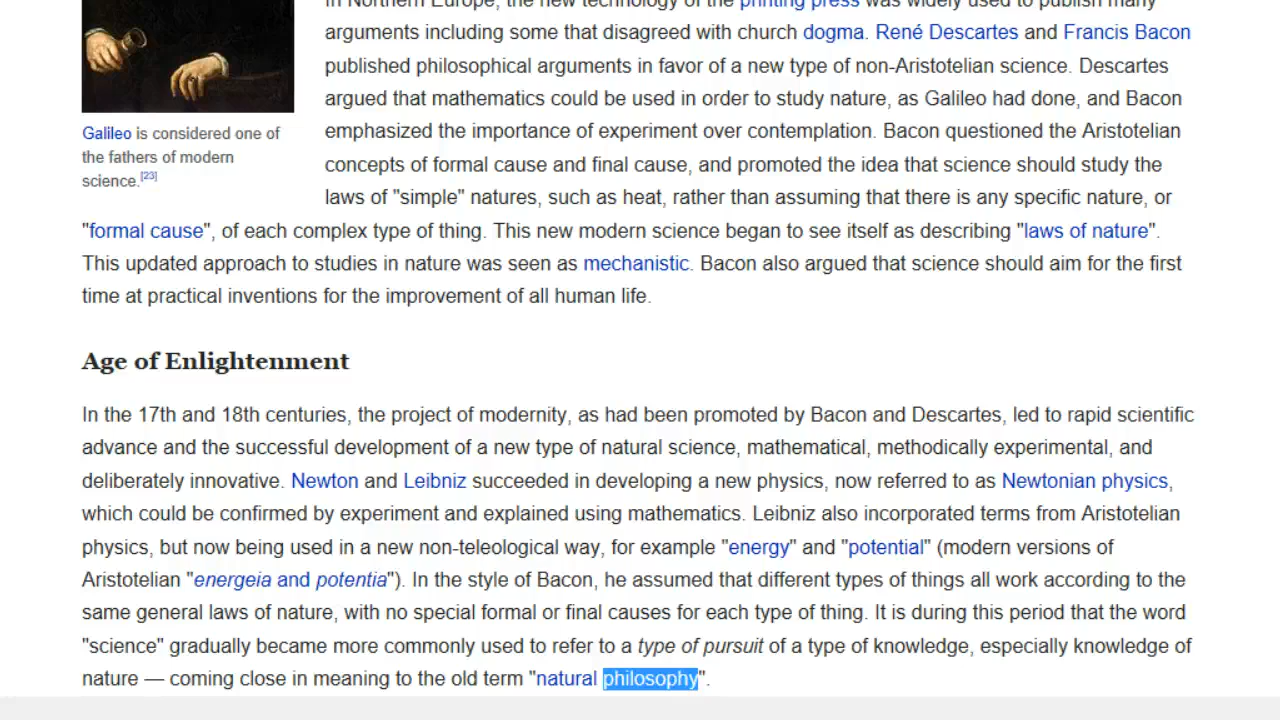 In Northern Europe, the new technology of the printing press was widely used to publish many
arguments including some that disagreed with church dogma. René Descartes and Francis Bacon
published philosophical arguments in favor of a new type of non-Aristotelian science. Descartes
argued that mathematics could be used in order to study nature, as Galileo had done, and Bacon
emphasized the importance of experiment over contemplation. Bacon questioned the Aristotelian
concepts of formal cause and final cause, and promoted the idea that science should study the
laws of "simple" natures, such as heat, rather than assuming that there is any specific nature, or
Galileo is considered one of
the fathers of modern
science.[23]
"formal cause", of each complex type of thing. This new modern science began to see itself as describing "laws of nature".
This updated approach to studies in nature was seen as mechanistic. Bacon also argued that science should aim for the first
time at practical inventions for the improvement of all human life.
Age of Enlightenment
In the 17th and 18th centuries, the project of modernity, as had been promoted by Bacon and Descartes, led to rapid scientific
advance and the successful development of a new type of natural science, mathematical, methodically experimental, and
deliberately innovative. Newton and Leibniz succeeded in developing a new physics, now referred to as Newtonian physics,
which could be confirmed by experiment and explained using mathematics. Leibniz also incorporated terms from Aristotelian
physics, but now being used in a new non-teleological way, for example "energy" and "potential" (modern versions of
Aristotelian "energeia and potentia"). In the style of Bacon, he assumed that different types of things all work according to the
same general laws of nature, with no special formal or final causes for each type of thing. It is during this period that the word
"science" gradually became more commonly used to refer to a type of pursuit of a type of knowledge, especially knowledge of
nature — coming close in meaning to the old term "natural philosophy".